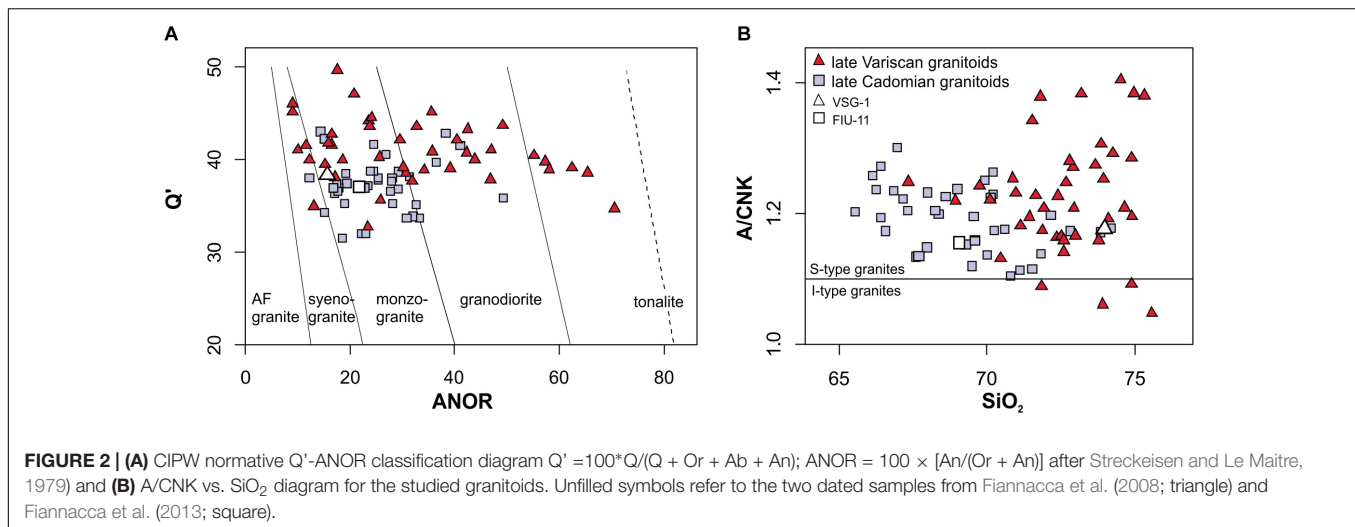 A
B
50
40
30
20
Q'
AF
granite
syeno-
granite
monzo-
granite
granodiorite
tonalite
0
20
40
60
80
ANOR
late Variscan granitoids
late Cadomian granitoids
VSG-1
FIU-11
1.4
1.2
1.0
A/CNK
S-type granites
I-type granites
65
70
75
SiO₂
FIGURE 2 | (A) CIPW normative Q'-ANOR classification diagram Q' =100*Q/(Q + Or + Ab + An); ANOR = 100 × [An/(Or + An)] after Streckeisen and Le Maitre,
1979) and (B) A/CNK vs. SiO₂ diagram for the studied granitoids. Unfilled symbols refer to the two dated samples from Fiannacca et al. (2008; triangle) and
Fiannacca et al. (2013; square).